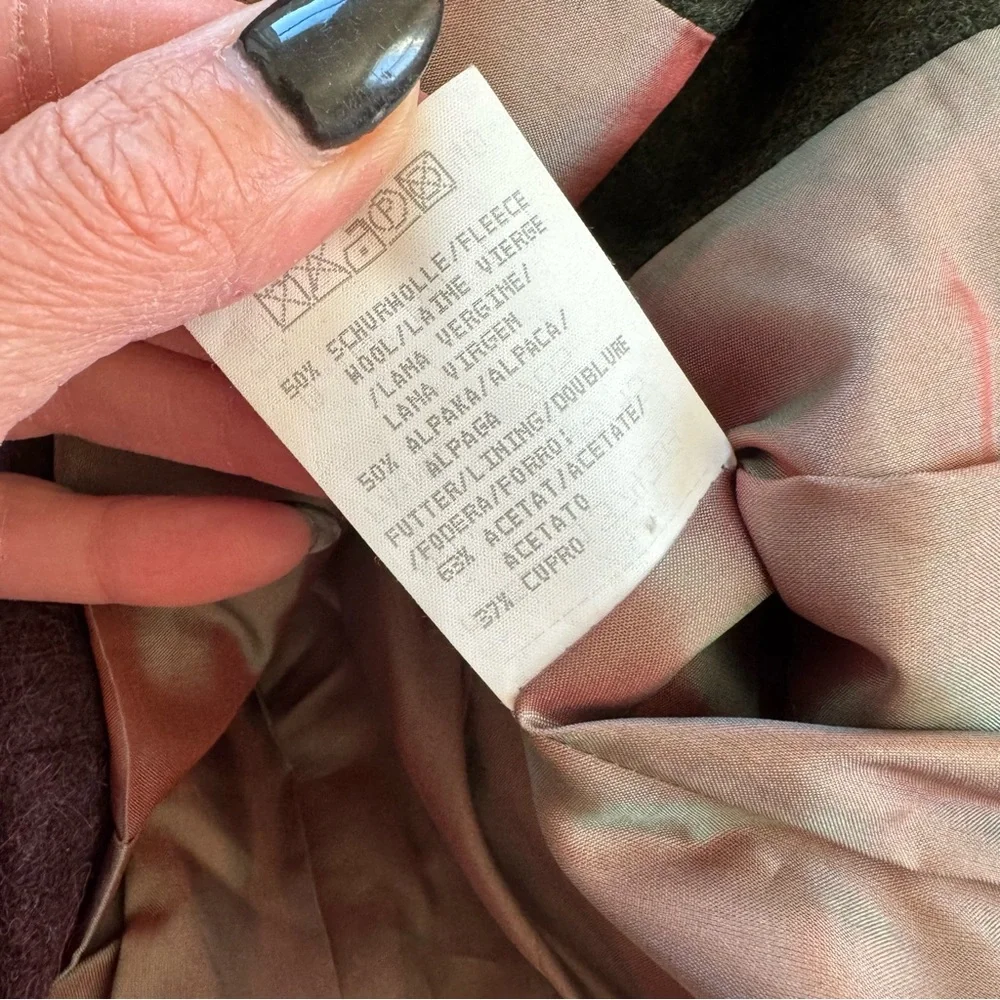 P
50% SCHURWOLLE/FLEECE
WOOL/LAINE VIERGE
/LANA VERGINE/
LANA VIRGEN
50% ALPAKA/ALPACA/
ALPAGA
FUTTER/LINING/DOUBLURE
/FODERA/FORRO:
63% ACETAT/ACETATE/
ACETATO
37% CUPRO